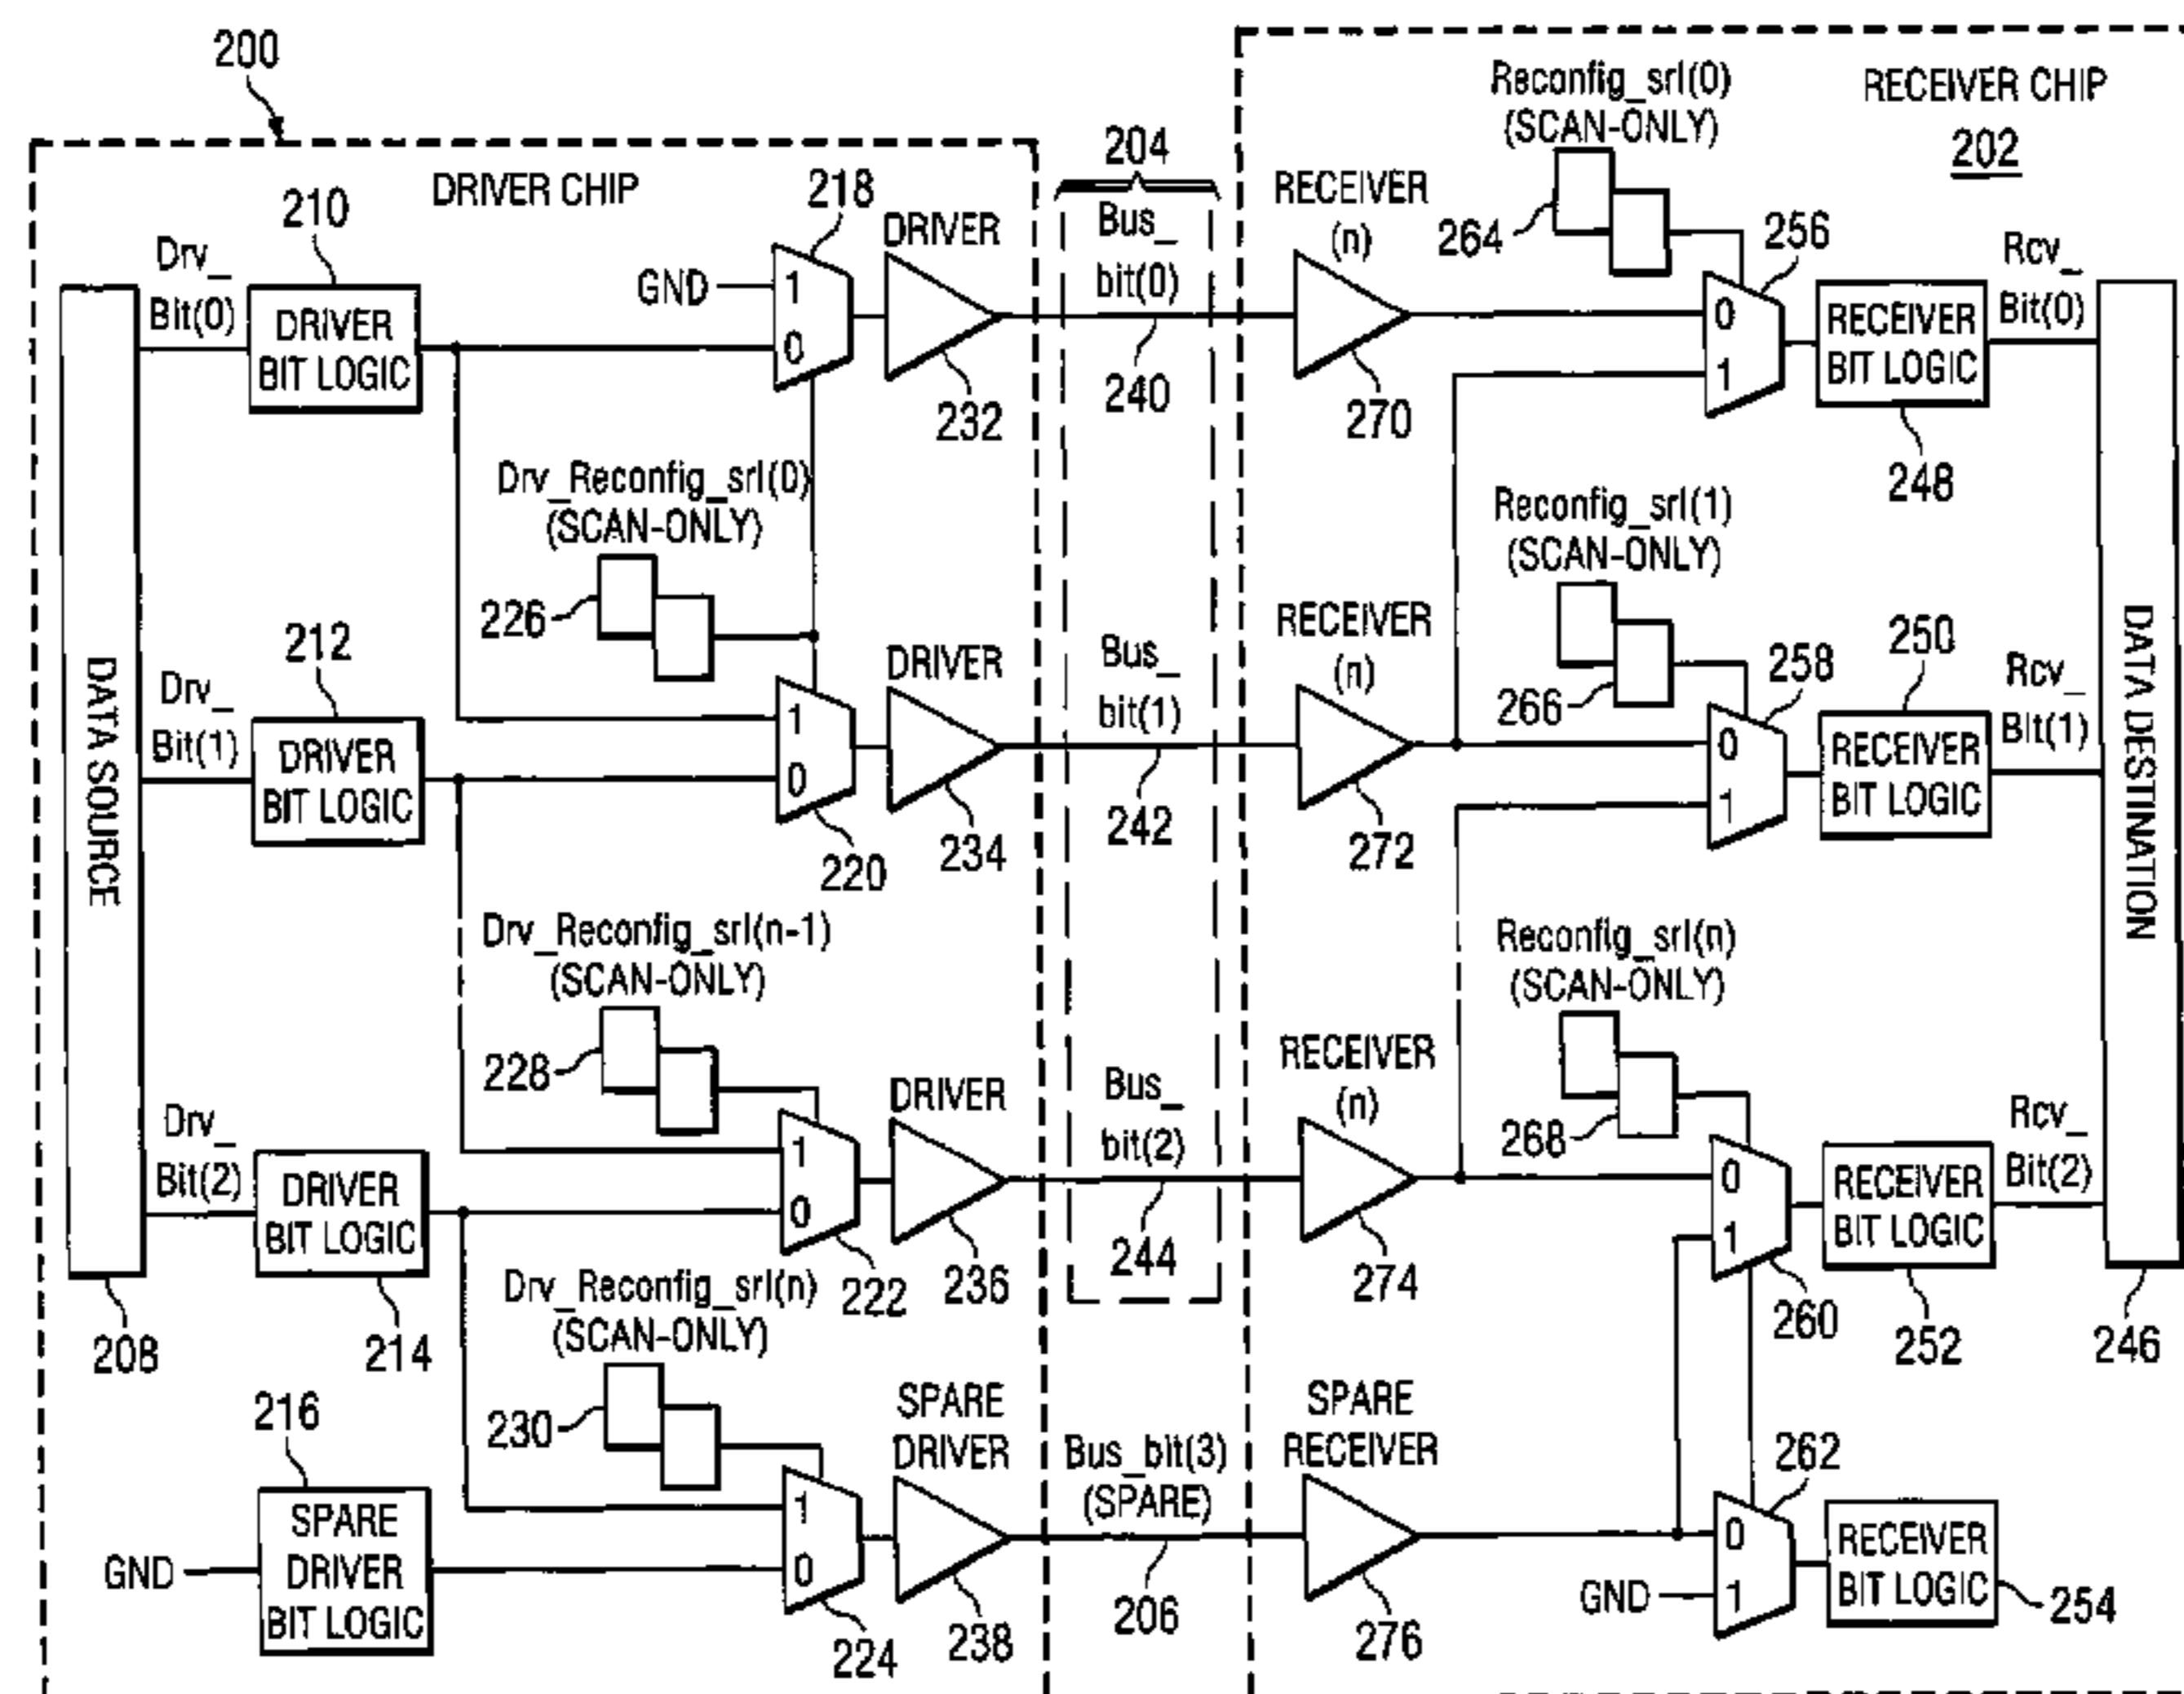 200
DRIVER CHIP
204
RECEIVER CHIP
202
Reconfig_srl(0)
(SCAN-ONLY)
264
210
Drv_
Bit(0)
DRIVER
BIT LOGIC
GND
218
1
0
DRIVER
232
Bus_
bit(0)
240
RECEIVER
(n)
270
256
0
1
RECEIVER
BIT LOGIC
248
Rcv_
Bit(0)
Drv_Reconfig_srl(0)
(SCAN-ONLY)
226
Reconfig_srl(1)
(SCAN-ONLY)
266
DATA SOURCE
208
212
Drv_
Bit(1)
DRIVER
BIT LOGIC
1
0
220
DRIVER
234
Bus_
bit(1)
242
RECEIVER
(n)
272
258
0
1
250
RECEIVER
BIT LOGIC
Rcv_
Bit(1)
DATA DESTINATION
246
Drv_Reconfig_srl(n-1)
(SCAN-ONLY)
228
Reconfig_srl(n)
(SCAN-ONLY)
268
Drv_
Bit(2)
DRIVER
BIT LOGIC
214
1
0
222
DRIVER
236
Bus_
bit(2)
244
RECEIVER
(n)
274
0
1
260
RECEIVER
BIT LOGIC
252
Rcv_
Bit(2)
Drv_Reconfig_srl(n)
(SCAN-ONLY)
230
216
GND
SPARE
DRIVER
BIT LOGIC
1
0
224
SPARE
DRIVER
238
Bus_bit(3)
(SPARE)
206
SPARE
RECEIVER
276
262
0
GND
1
RECEIVER
BIT LOGIC
254